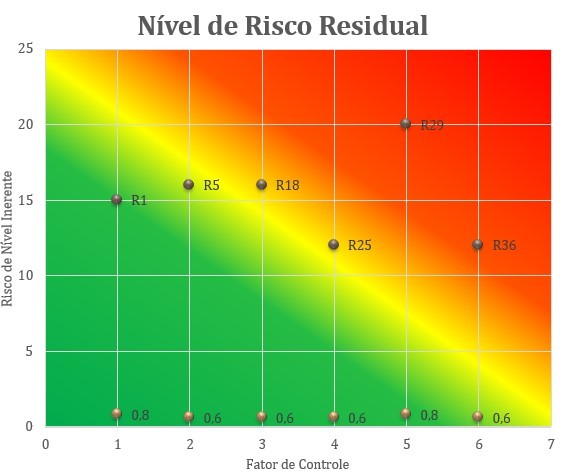 Nível de Risco Residual
25
20
15
10
5
0
Risco de Nível Inerente
R29
R5
R18
R1
R25
R36
0,8
0,6
0,6
0,6
0,8
0,6
0 1 2 3 4 5 6 7
Fator de Controle